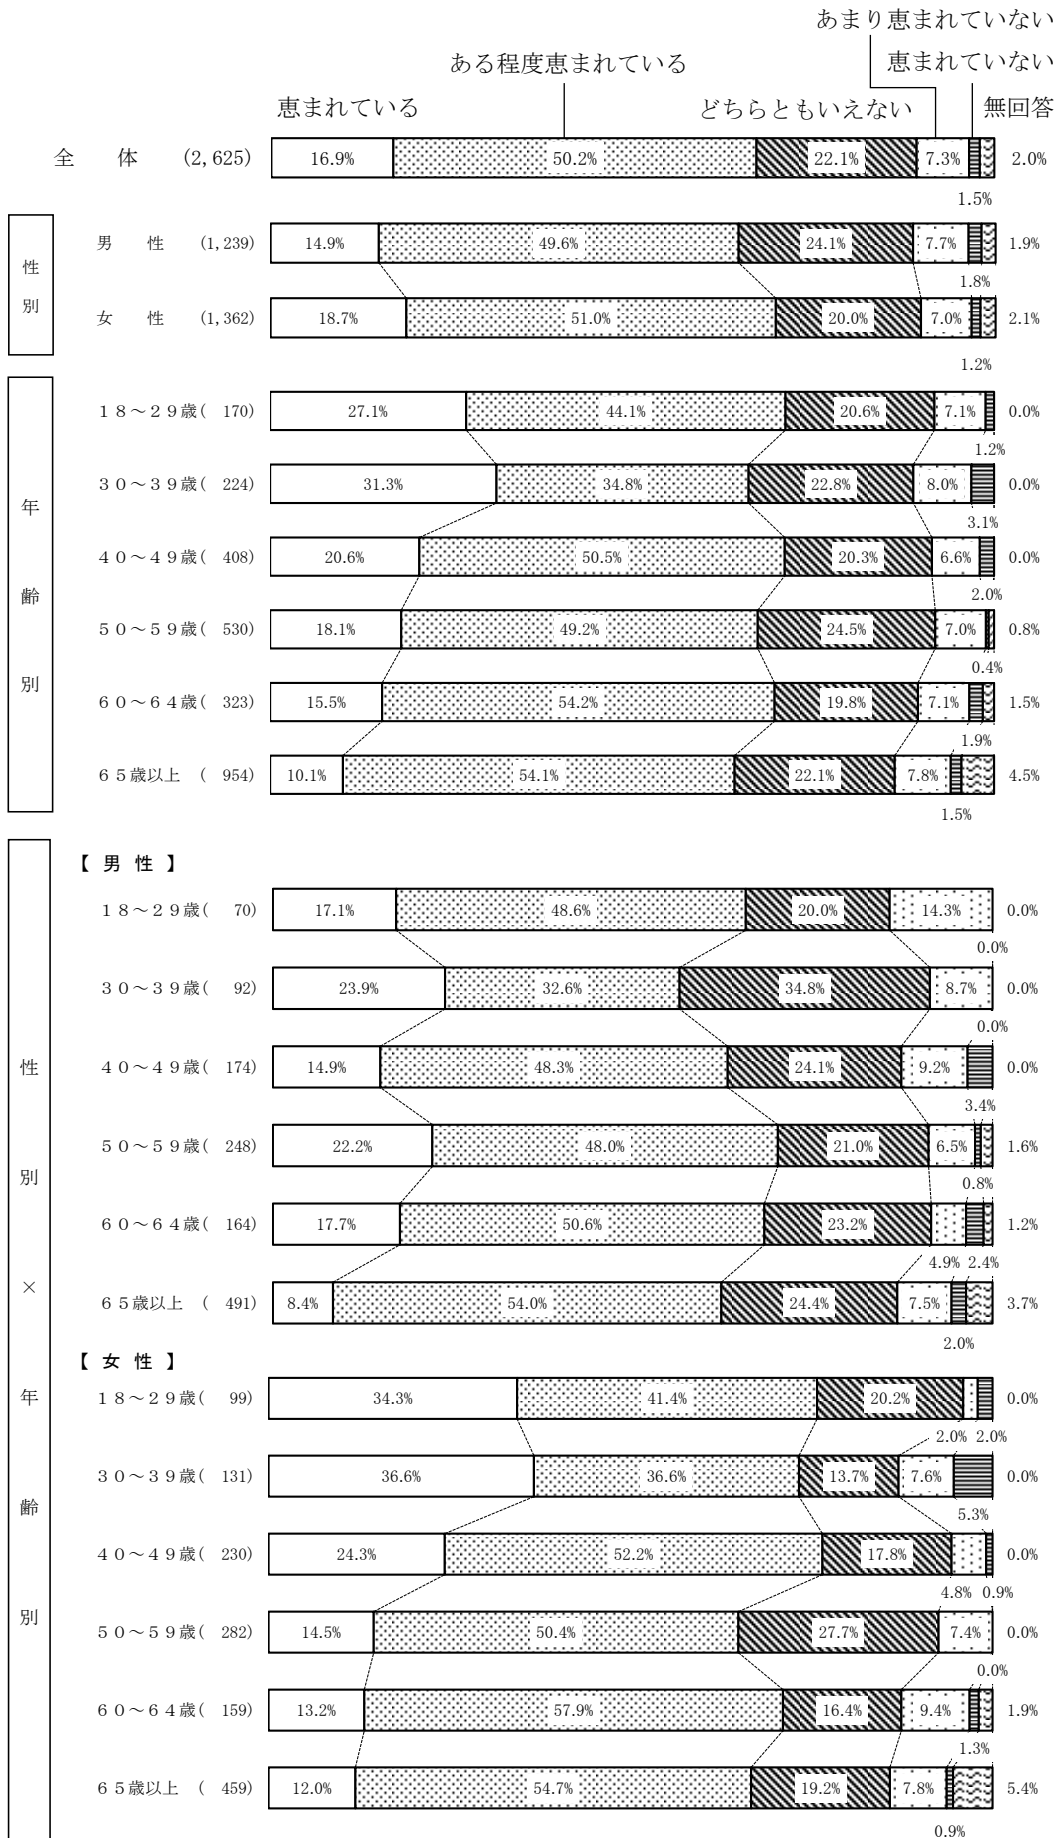 あまり恵まれていない
ある程度恵まれている 恵まれていない
恵まれている どちらともいえない 無回答
全 体 (2,625) 16.9% 50.2% 22.1% 7.3% 2.0%
1.5%
性別
男 性 (1,239) 14.9% 49.6% 24.1% 7.7% 1.9%
1.8%
女 性 (1,362) 18.7% 51.0% 20.0% 7.0% 2.1%
1.2%
年齢別
18～29歳( 170) 27.1% 44.1% 20.6% 7.1% 0.0%
1.2%
30～39歳( 224) 31.3% 34.8% 22.8% 8.0% 0.0%
3.1%
40～49歳( 408) 20.6% 50.5% 20.3% 6.6% 0.0%
2.0%
50～59歳( 530) 18.1% 49.2% 24.5% 7.0% 0.8%
0.4%
60～64歳( 323) 15.5% 54.2% 19.8% 7.1% 1.5%
1.9%
65歳以上 ( 954) 10.1% 54.1% 22.1% 7.8% 4.5%
1.5%
性別×年齢別
【 男 性 】
18～29歳( 70) 17.1% 48.6% 20.0% 14.3% 0.0%
0.0%
30～39歳( 92) 23.9% 32.6% 34.8% 8.7% 0.0%
0.0%
40～49歳( 174) 14.9% 48.3% 24.1% 9.2% 0.0%
3.4%
50～59歳( 248) 22.2% 48.0% 21.0% 6.5% 1.6%
0.8%
60～64歳( 164) 17.7% 50.6% 23.2% 1.2%
4.9% 2.4%
65歳以上 ( 491) 8.4% 54.0% 24.4% 7.5% 3.7%
2.0%
【 女 性 】
18～29歳( 99) 34.3% 41.4% 20.2% 0.0%
2.0% 2.0%
30～39歳( 131) 36.6% 36.6% 13.7% 7.6% 0.0%
5.3%
40～49歳( 230) 24.3% 52.2% 17.8% 0.0%
4.8% 0.9%
50～59歳( 282) 14.5% 50.4% 27.7% 7.4% 0.0%
0.0%
60～64歳( 159) 13.2% 57.9% 16.4% 9.4% 1.9%
1.3%
65歳以上 ( 459) 12.0% 54.7% 19.2% 7.8% 5.4%
0.9%